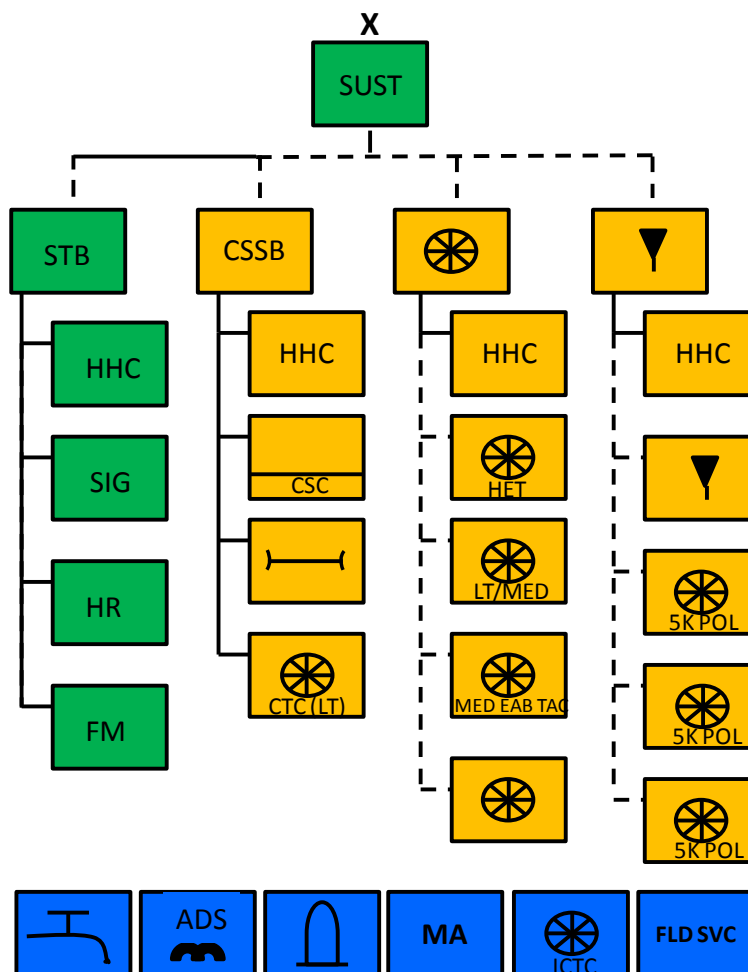 X
SUST
STB
CSSB
HHC
HHC
HHC
HHC
SIG
CSC
HET
HR
LT/MED
5K POL
FM
CTC (LT)
MED EAB TAC
5K POL
5K POL
ADS
MA
ICTC
FLD SVC